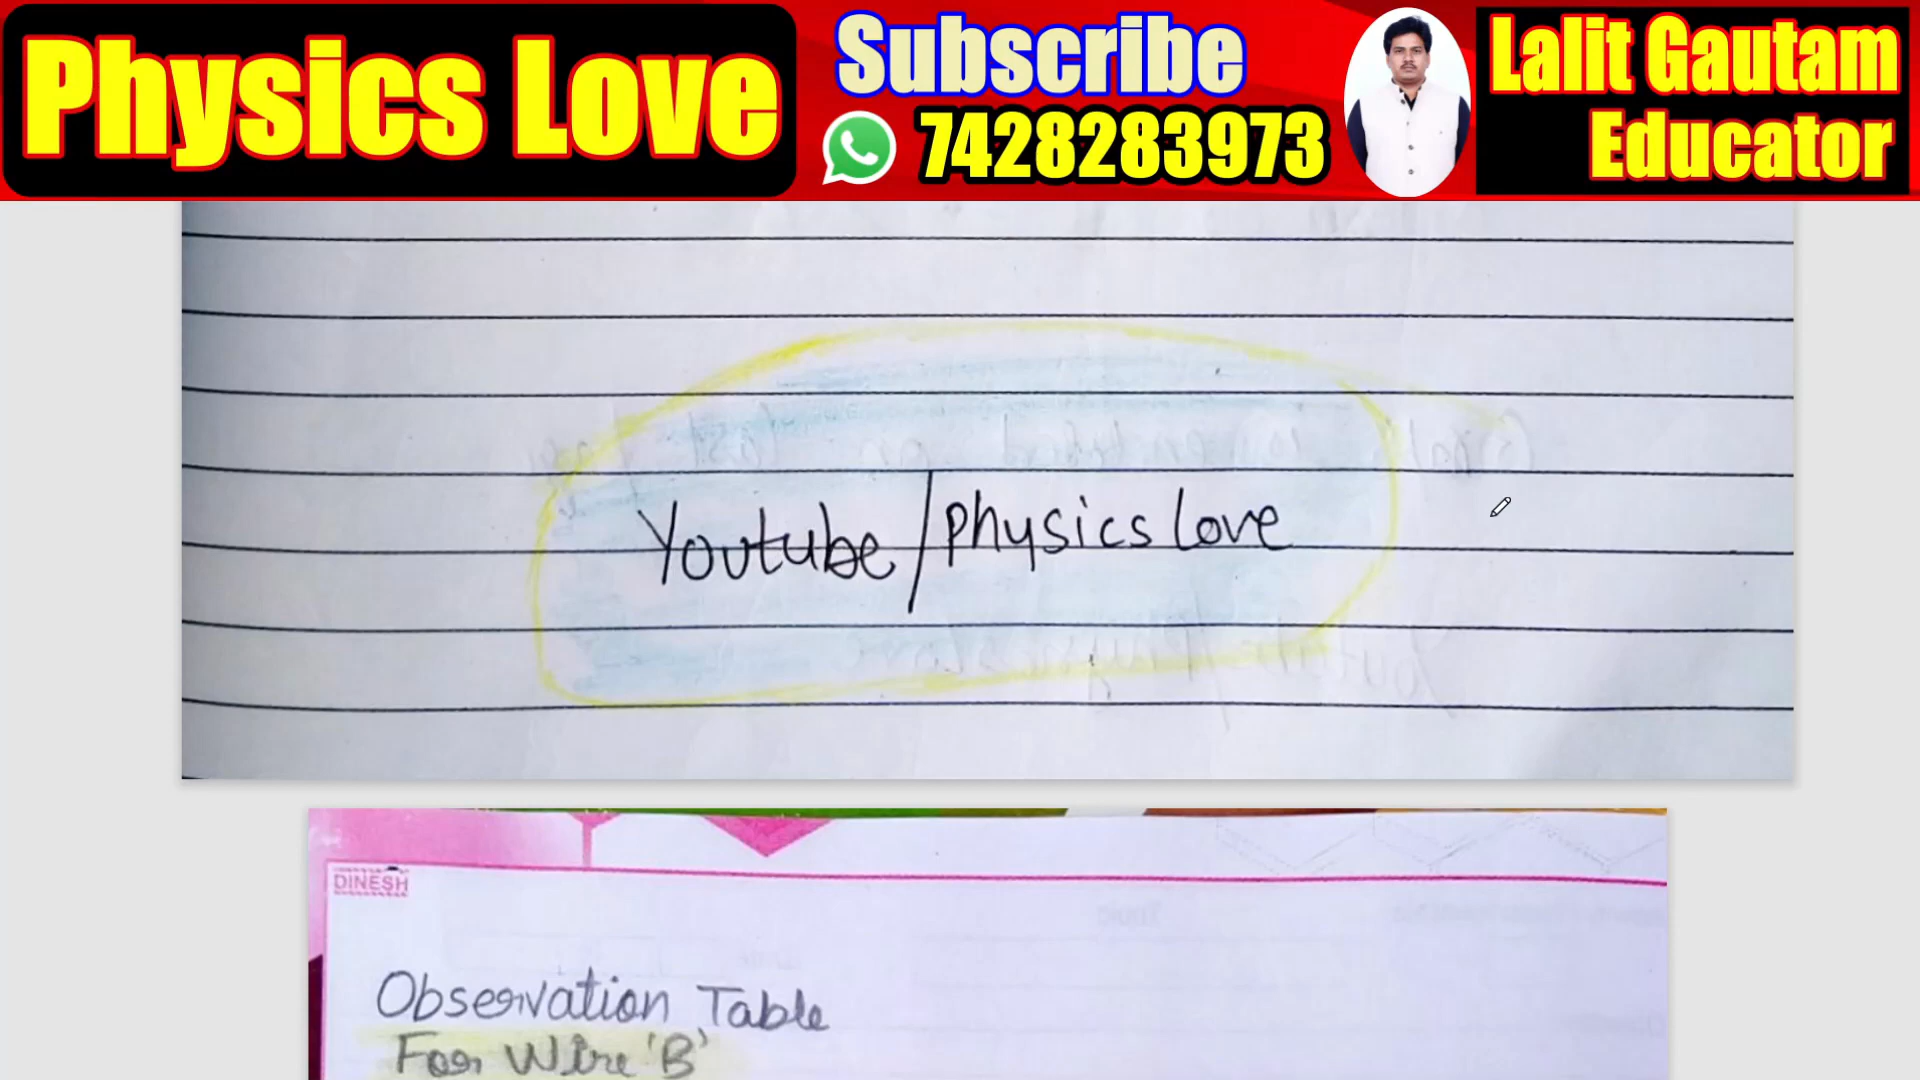 Physics Love
Subscribe
7428283973
Lalit Gautam
Educator
Youtube/physics love
DINESH
Observation Table
For Wire 'B'